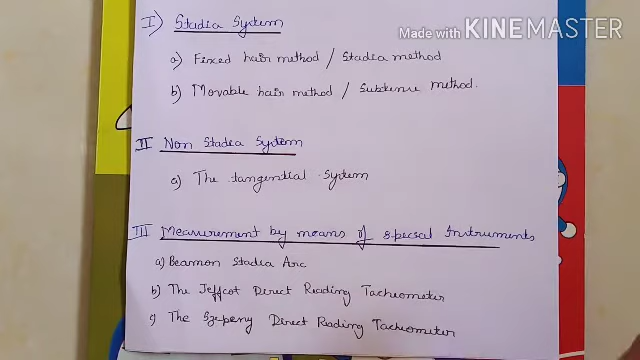 Made with KINEMASTER
I) Stadia System
a) Fixed hair method / Stadia method
b) Movable hair method / Subtense method.
II Non Stadia System
a) The tangential system
III Measurement by means of special Instruments
a) Beamon Stadia Arc
b) The Jeffcot Direct Reading Tacheometer
c) The Szepeny Direct Reading Tacheometer